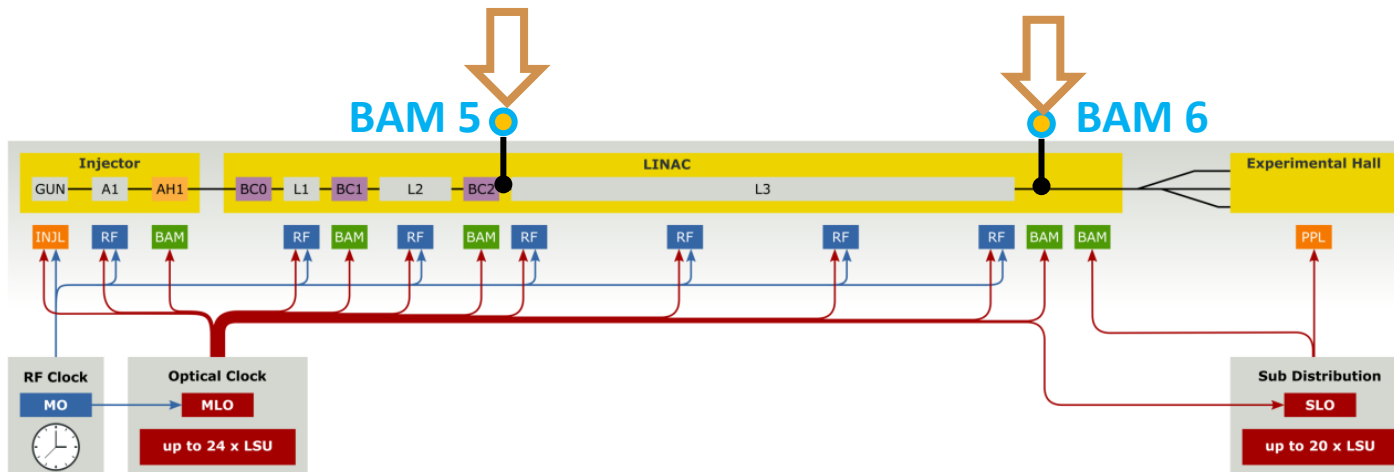 BAM 5
BAM 6
Injector
LINAC
Experimental Hall
GUN
A1
AH1
BC0
L1
BC1
L2
BC2
L3
INJL
RF
BAM
RF
BAM
RF
BAM
RF
RF
RF
RF
BAM
BAM
PPL
RF Clock
Optical Clock
Sub Distribution
MO
MLO
SLO
up to 24 x LSU
up to 20 x LSU